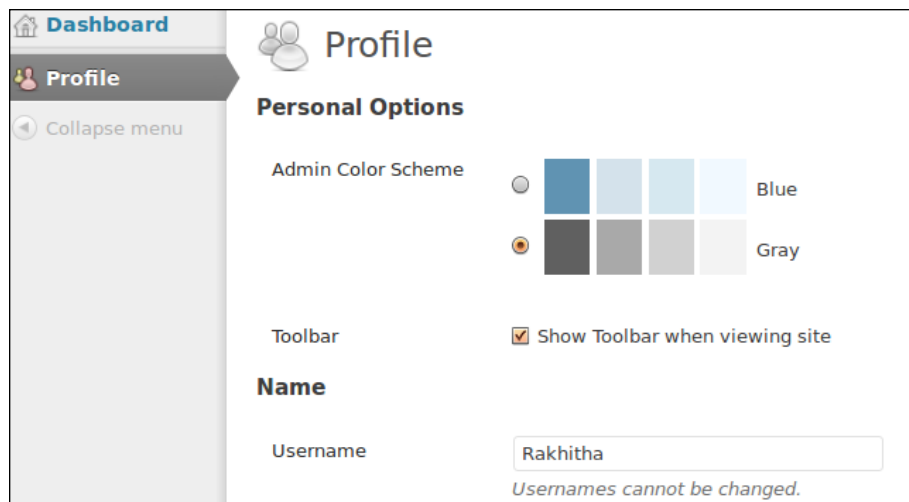 Dashboard
Profile
Collapse menu
Profile
Personal Options
Admin Color Scheme
Blue
Gray
Toolbar
Show Toolbar when viewing site
Name
Username
Rakhitha
Usernames cannot be changed.